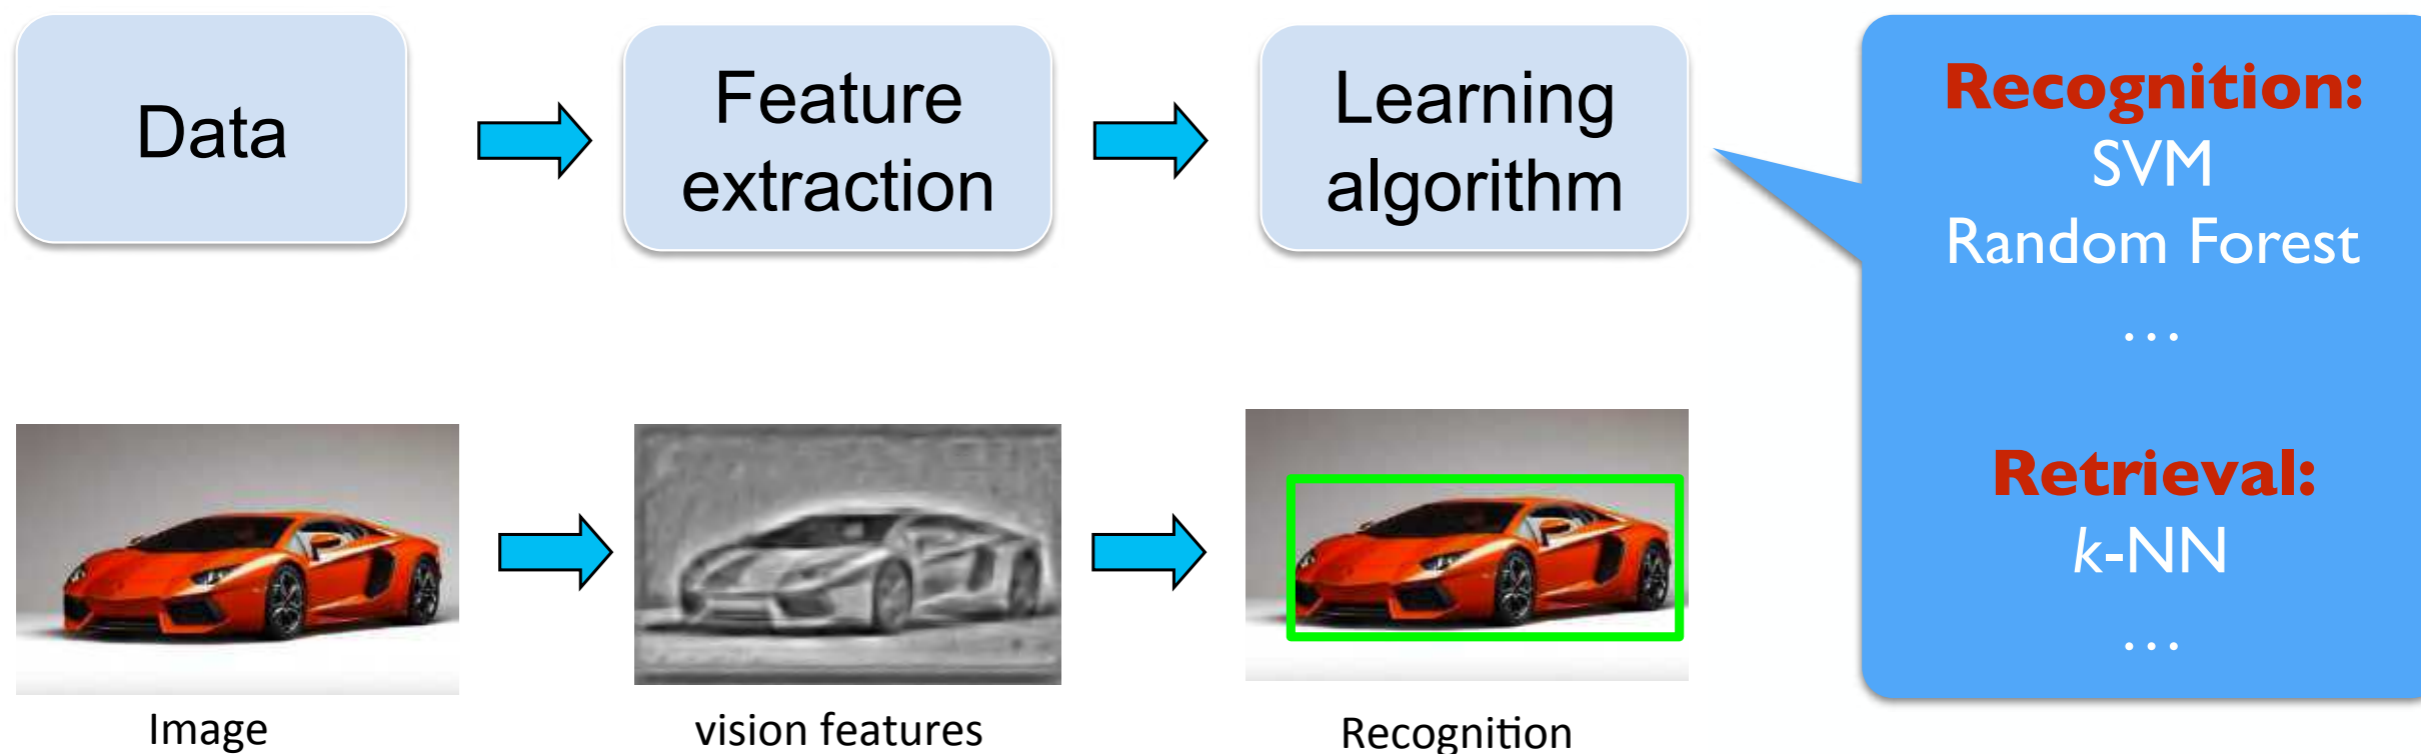 Data
Feature
extraction
Learning
algorithm
Recognition:
SVM
Random Forest
...
Retrieval:
k-NN
...
Image
vision features
Recognition